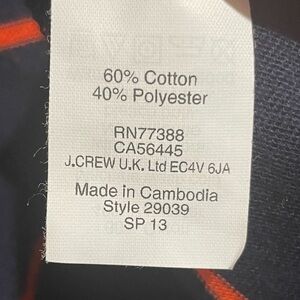 60% Cotton
40% Polyester
RN77388
CA56445
J.CREW U.K. Ltd EC4V 6JA
Made in Cambodia
Style 29039
SP 13